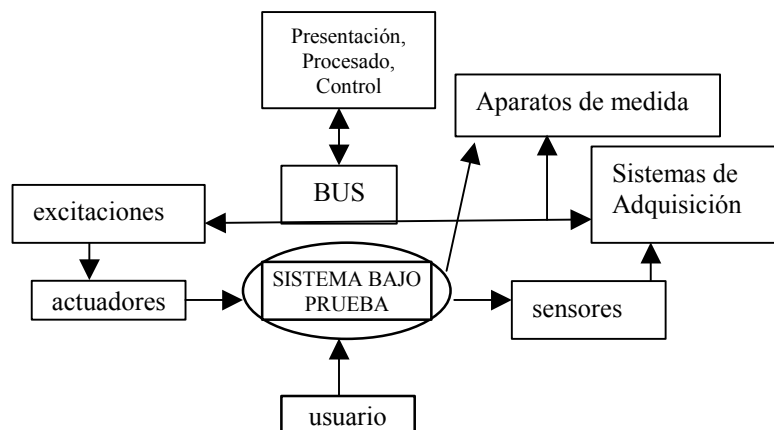 Presentación,
Procesado,
Control
Aparatos de medida
BUS
Sistemas de
Adquisición
excitaciones
actuadores
SISTEMA BAJO
PRUEBA
sensores
usuario